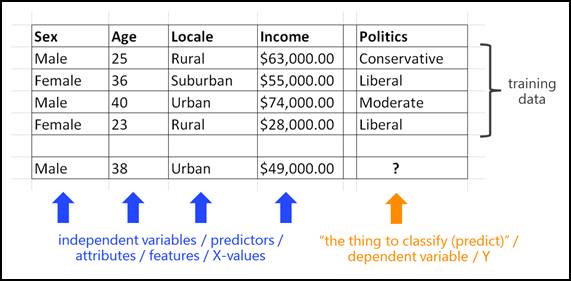 Sex Age Locale Income Politics
Male 25 Rural $63,000.00 Conservative
Female 36 Suburban $55,000.00 Liberal
Male 40 Urban $74,000.00 Moderate
Female 23 Rural $28,000.00 Liberal
training
data
Male 38 Urban $49,000.00 ?
independent variables / predictors /
attributes / features / X-values
"the thing to classify (predict)" /
dependent variable / Y